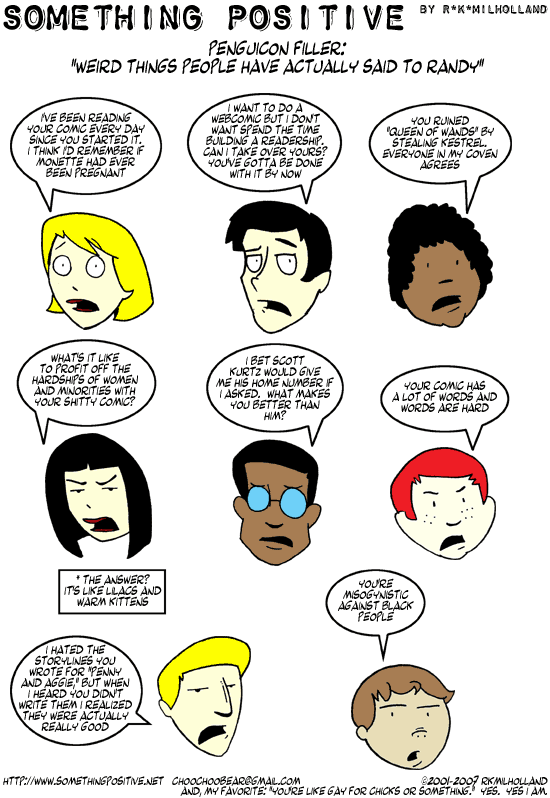 SOMETHING POSITIVE BY R*K*MILHOLLAND
PENGUICON FILLER:
"WEIRD THINGS PEOPLE HAVE ACTUALLY SAID TO RANDY"
I'VE BEEN READING
YOUR COMIC EVERY DAY
SINCE YOU STARTED IT.
I THINK I'D REMEMBER IF
MONETTE HAD EVER
BEEN PREGNANT
I WANT TO DO A
WEBCOMIC BUT I DON'T
WANT SPEND THE TIME
BUILDING A READERSHIP.
CAN I TAKE OVER YOURS?
YOU'VE GOTTA BE DONE
WITH IT BY NOW
YOU RUINED
"QUEEN OF WANDS" BY
STEALING KESTREL.
EVERYONE IN MY COVEN
AGREES
WHAT'S IT LIKE
TO PROFIT OFF THE
HARDSHIPS OF WOMEN
AND MINORITIES WITH
YOUR SHITTY COMIC?
I BET SCOTT
KURTZ WOULD GIVE
ME HIS HOME NUMBER IF
I ASKED. WHAT MAKES
YOU BETTER THAN
HIM?
YOUR COMIC HAS
A LOT OF WORDS AND
WORDS ARE HARD
* THE ANSWER?
IT'S LIKE LILACS AND
WARM KITTENS
YOU'RE
MISOGYNISTIC
AGAINST BLACK
PEOPLE
I HATED THE
STORYLINES YOU
WROTE FOR "PENNY
AND AGGIE," BUT WHEN
I HEARD YOU DIDN'T
WRITE THEM I REALIZED
THEY WERE ACTUALLY
REALLY GOOD
HTTP://WWW.SOMETHINGPOSITIVE.NET CHOOCHOOBEAR@GMAIL.COM ©2001-2007 RKMILHOLLAND
AND, MY FAVORITE: "YOU'RE LIKE GAY FOR CHICKS OR SOMETHING." YES. YES I AM.